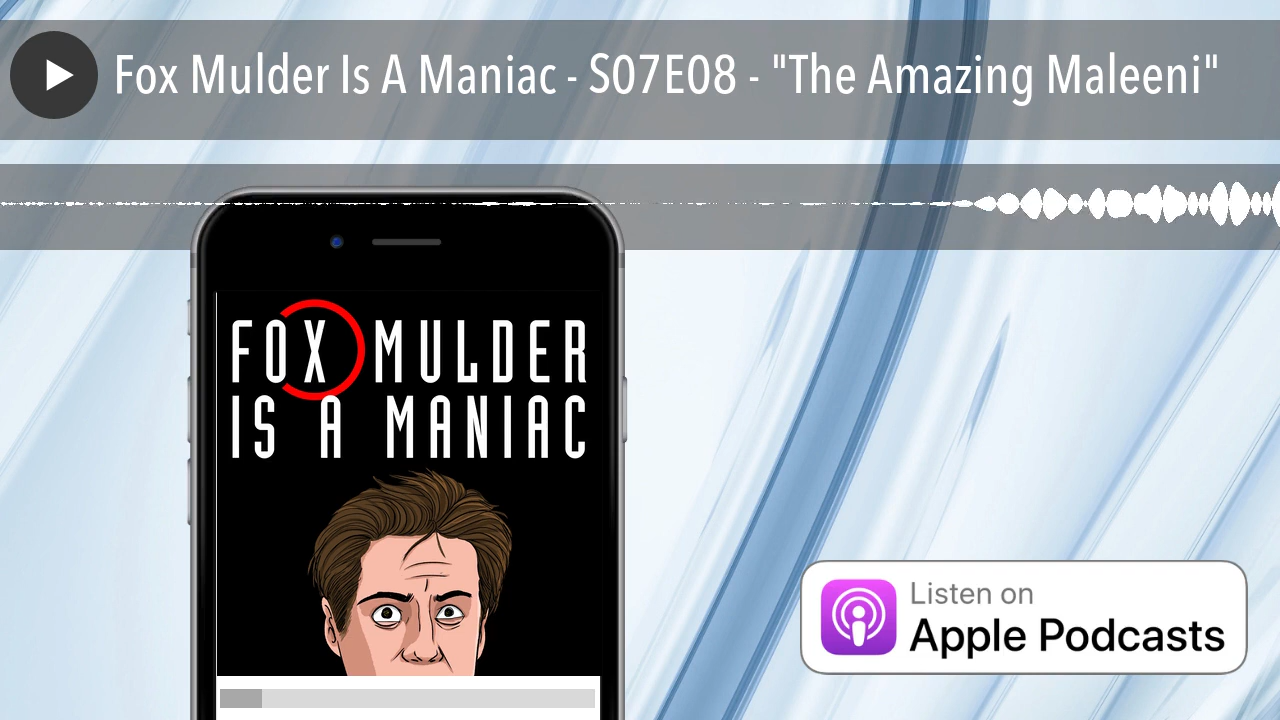 Fox Mulder Is A Maniac - S07E08 - "The Amazing Maleeni"
FOX MULDER
IS A MANIAC
Listen on
Apple Podcasts